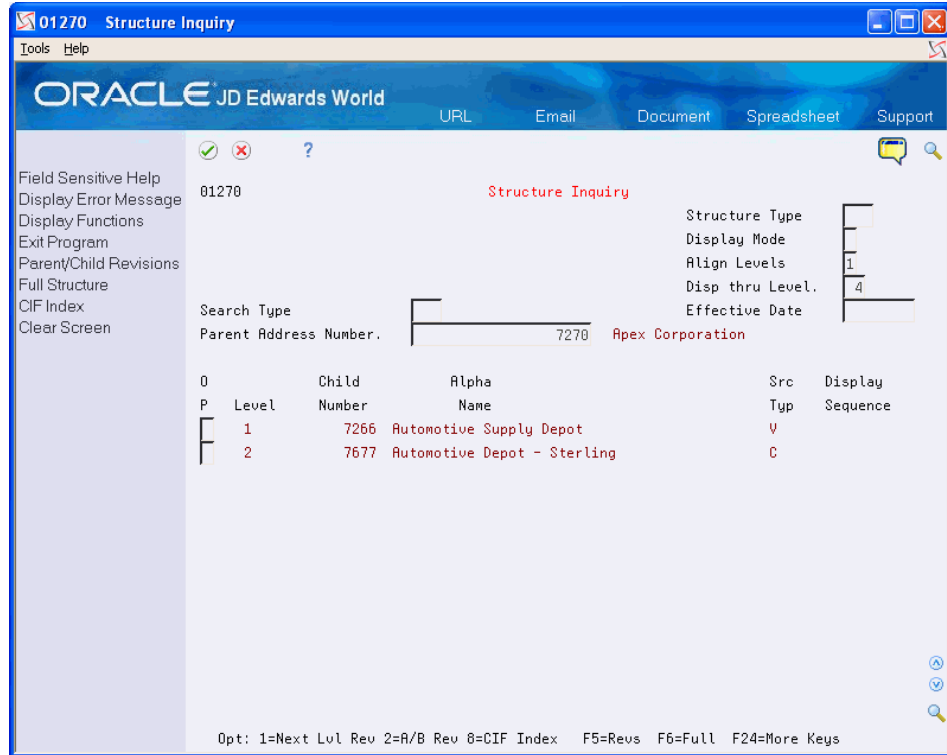 01270 Structure Inquiry
Tools Help
ORACLE JD Edwards World
URL Email Document Spreadsheet Support
?
Field Sensitive Help
Display Error Message
Display Functions
Exit Program
Parent/Child Revisions
Full Structure
CIF Index
Clear Screen
01270 Structure Inquiry
Structure Type
Display Mode
Align Levels 1
Disp thru Level. 4
Search Type Effective Date
Parent Address Number. 7270 Apex Corporation
O Child Alpha Src Display
P Level Number Name Typ Sequence
1 7266 Automotive Supply Depot V
2 7677 Automotive Depot - Sterling C
Opt: 1=Next Lvl Rev 2=A/B Rev 8=CIF Index F5=Revs F6=Full F24=More Keys